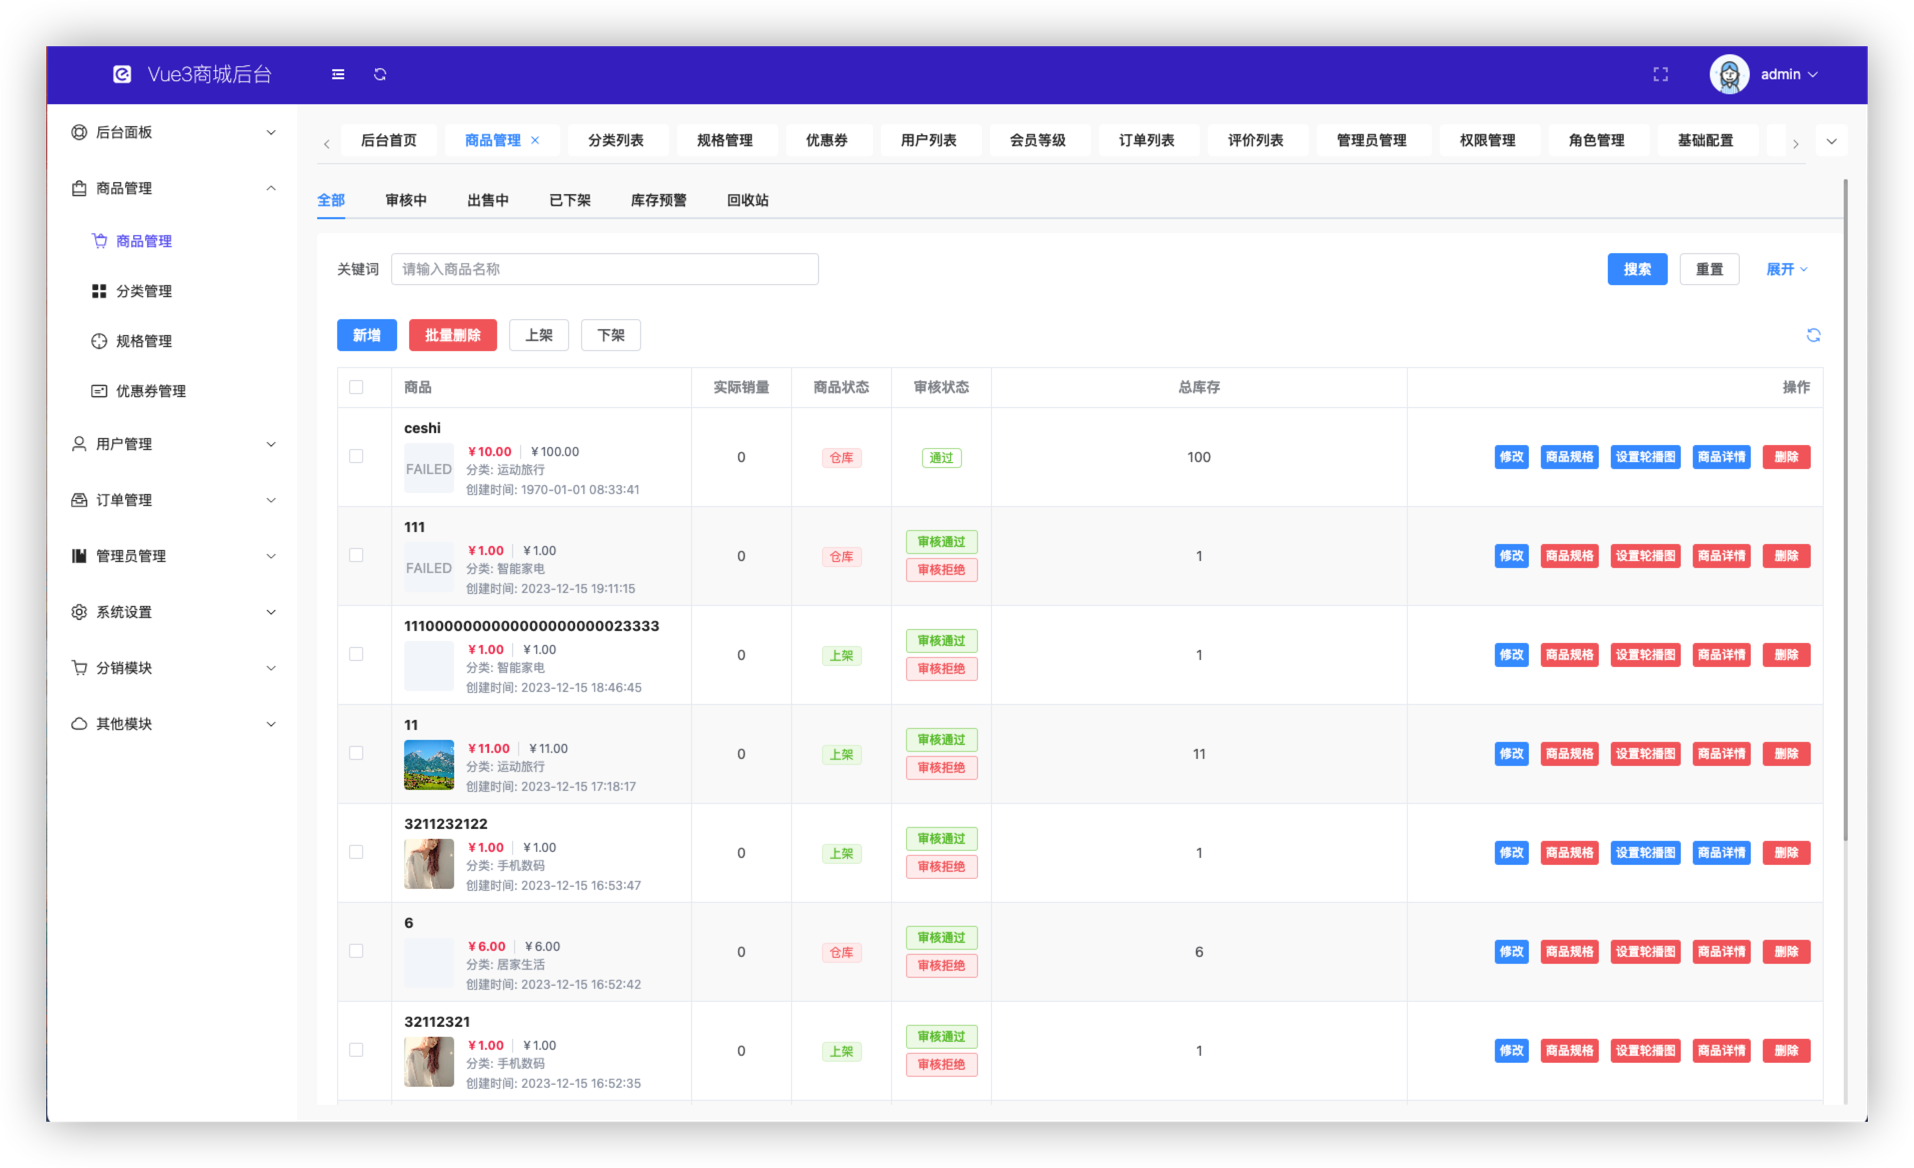 Vue3商城后台
admin
后台面板
商品管理
商品管理
分类管理
规格管理
优惠券管理
用户管理
订单管理
管理员管理
系统设置
分销模块
其他模块
后台首页 商品管理 分类列表 规格管理 优惠券 用户列表 会员等级 订单列表 评价列表 管理员管理 权限管理 角色管理 基础配置
全部 审核中 出售中 已下架 库存预警 回收站
关键词 请输入商品名称 搜索 重置 展开
新增 批量删除 上架 下架
商品 实际销量 商品状态 审核状态 总库存 操作
ceshi
FAILED
¥10.00 ¥100.00
分类: 运动旅行
创建时间: 1970-01-01 08:33:41
0 仓库 通过 100 修改 商品规格 设置轮播图 商品详情 删除
111
FAILED
¥1.00 ¥1.00
分类: 智能家电
创建时间: 2023-12-15 19:11:15
0 仓库 审核通过
审核拒绝
1 修改 商品规格 设置轮播图 商品详情 删除
1110000000000000000000023333
¥1.00 ¥1.00
分类: 智能家电
创建时间: 2023-12-15 18:46:45
0 上架 审核通过
审核拒绝
1 修改 商品规格 设置轮播图 商品详情 删除
11
¥11.00 ¥11.00
分类: 运动旅行
创建时间: 2023-12-15 17:18:17
0 上架 审核通过
审核拒绝
11 修改 商品规格 设置轮播图 商品详情 删除
3211232122
¥1.00 ¥1.00
分类: 手机数码
创建时间: 2023-12-15 16:53:47
0 上架 审核通过
审核拒绝
1 修改 商品规格 设置轮播图 商品详情 删除
6
¥6.00 ¥6.00
分类: 居家生活
创建时间: 2023-12-15 16:52:42
0 仓库 审核通过
审核拒绝
6 修改 商品规格 设置轮播图 商品详情 删除
32112321
¥1.00 ¥1.00
分类: 手机数码
创建时间: 2023-12-15 16:52:35
0 上架 审核通过
审核拒绝
1 修改 商品规格 设置轮播图 商品详情 删除